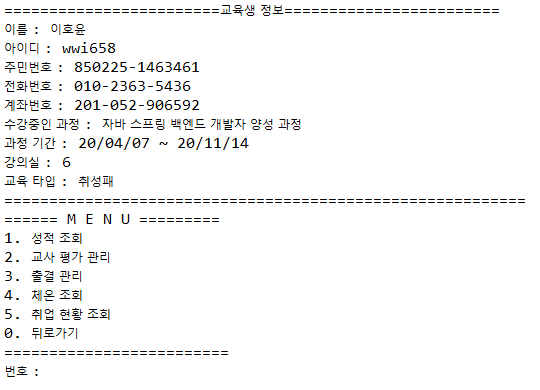 ========================교육생 정보========================
이름 : 이호윤
아이디 : wwi658
주민번호 : 850225-1463461
전화번호 : 010-2363-5436
계좌번호 : 201-052-906592
수강중인 과정 : 자바 스프링 백엔드 개발자 양성 과정
과정 기간 : 20/04/07 ~ 20/11/14
강의실 : 6
교육 타입 : 취성패
==========================================================
====== M E N U =========
1. 성적 조회
2. 교사 평가 관리
3. 출결 관리
4. 체온 조회
5. 취업 현황 조회
0. 뒤로가기
=========================
번호 :